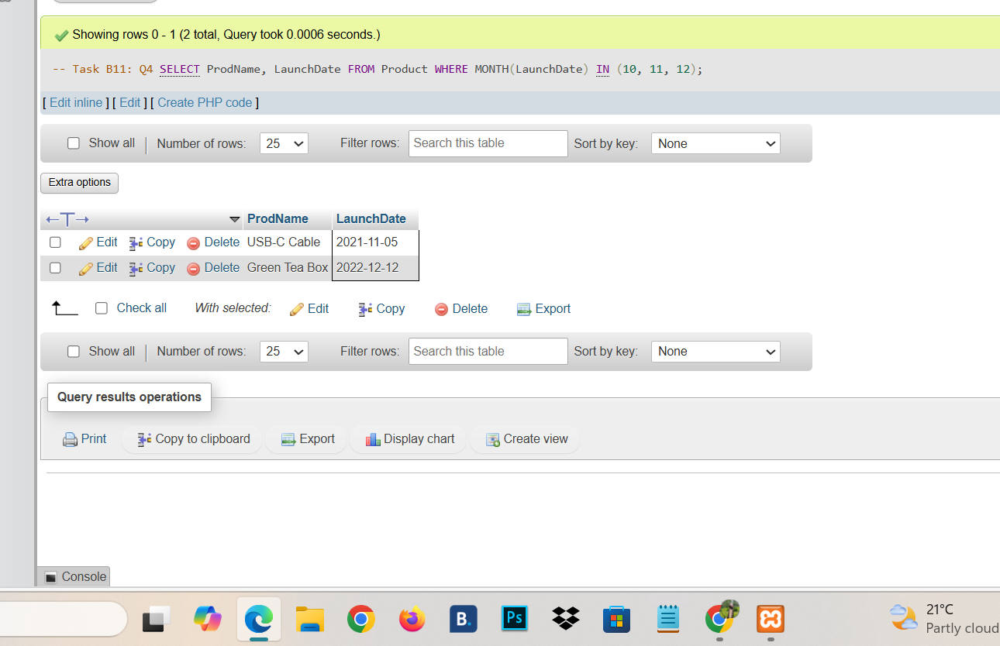 Showing rows 0 - 1 (2 total, Query took 0.0006 seconds.)
-- Task B11: Q4 SELECT ProdName, LaunchDate FROM Product WHERE MONTH(LaunchDate) IN (10, 11, 12);
[ Edit inline ] [ Edit ] [ Create PHP code ]
Show all | Number of rows: 25 Filter rows: Search this table Sort by key: None
Extra options
←T→ ProdName LaunchDate
Edit Copy Delete USB-C Cable 2021-11-05
Edit Copy Delete Green Tea Box 2022-12-12
Check all With selected: Edit Copy Delete Export
Show all | Number of rows: 25 Filter rows: Search this table Sort by key: None
Query results operations
Print Copy to clipboard Export Display chart Create view
Console
B.
Ps
21°C
Partly cloud